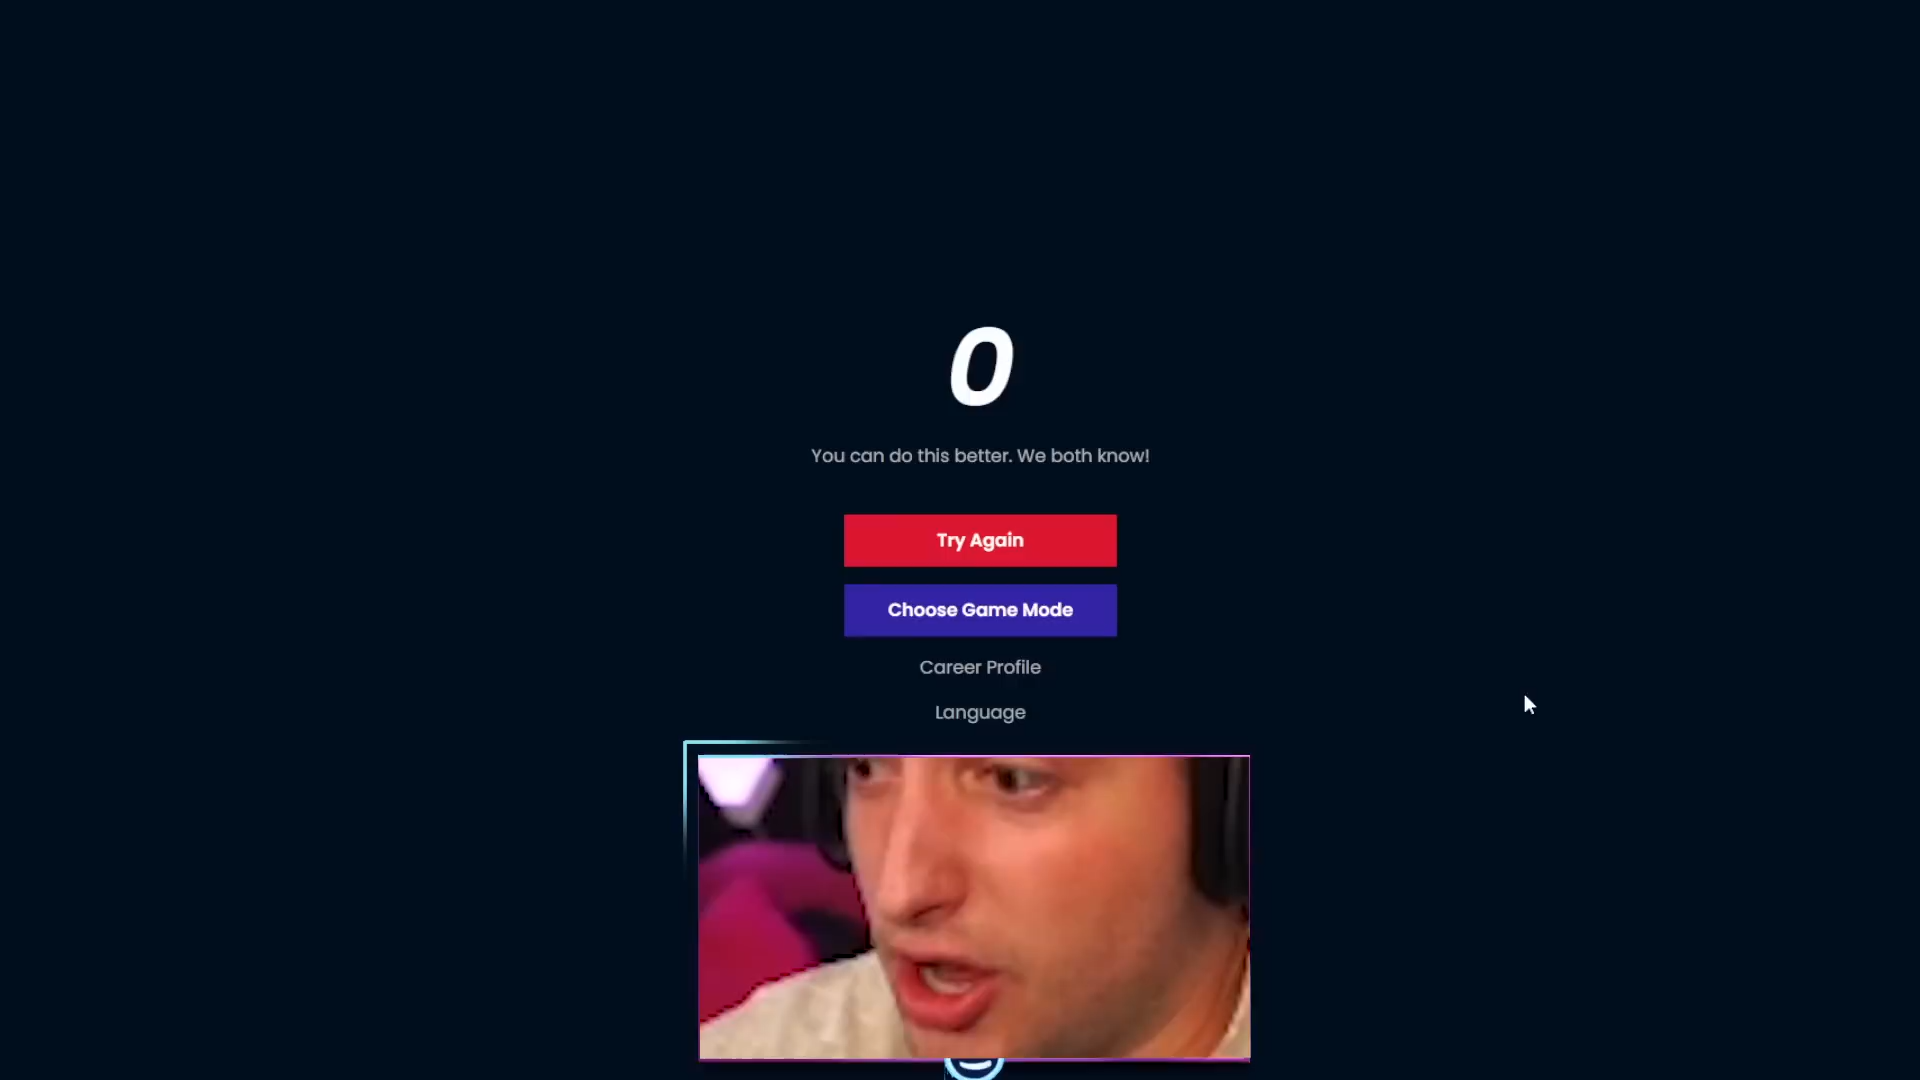 0
You can do this better. We both know!
Try Again
Choose Game Mode
Career Profile
Language